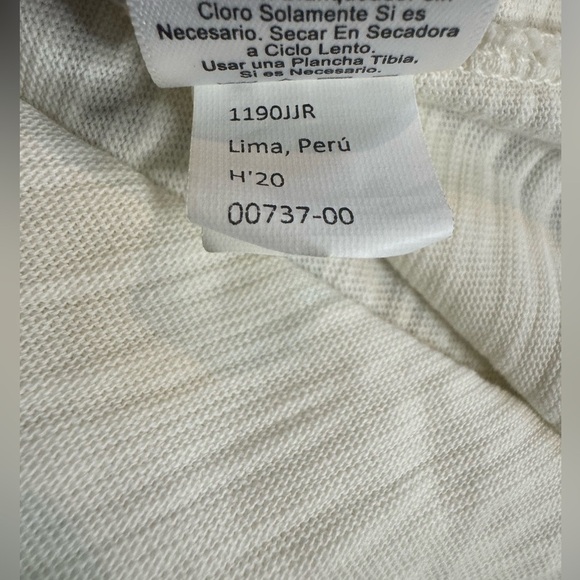 Cloro Solamente Si es
Necesario. Secar En Secadora
a Ciclo Lento.
Usar una Plancha Tibia,
Si es Necesario.
1190JJR
Lima, Perú
H'20
00737-00